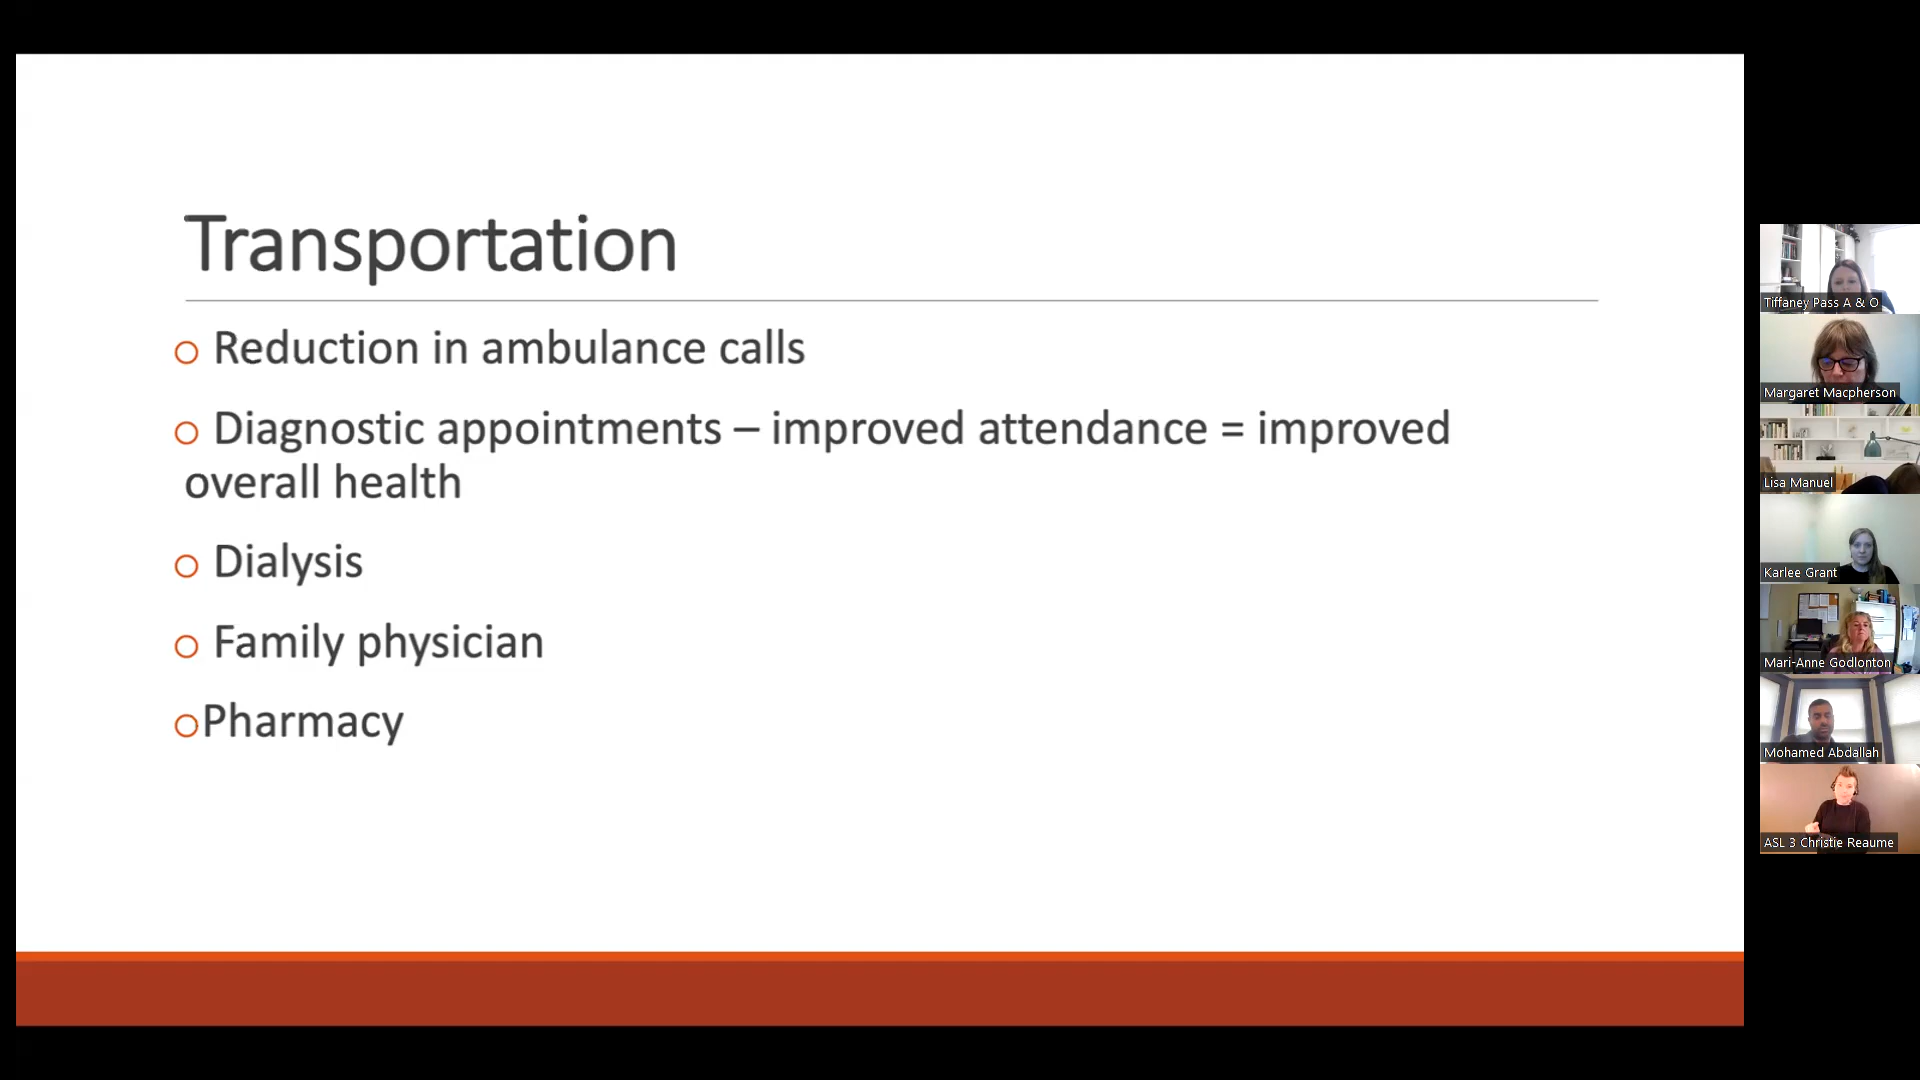 Transportation
o Reduction in ambulance calls
o Diagnostic appointments – improved attendance = improved
overall health
o Dialysis
o Family physician
oPharmacy
Tiffaney Pass A & O
Margaret Macpherson
Lisa Manuel
Karlee Grant
Mari-Anne Godlonton
Mohamed Abdallah
ASL 3 Christie Reaume